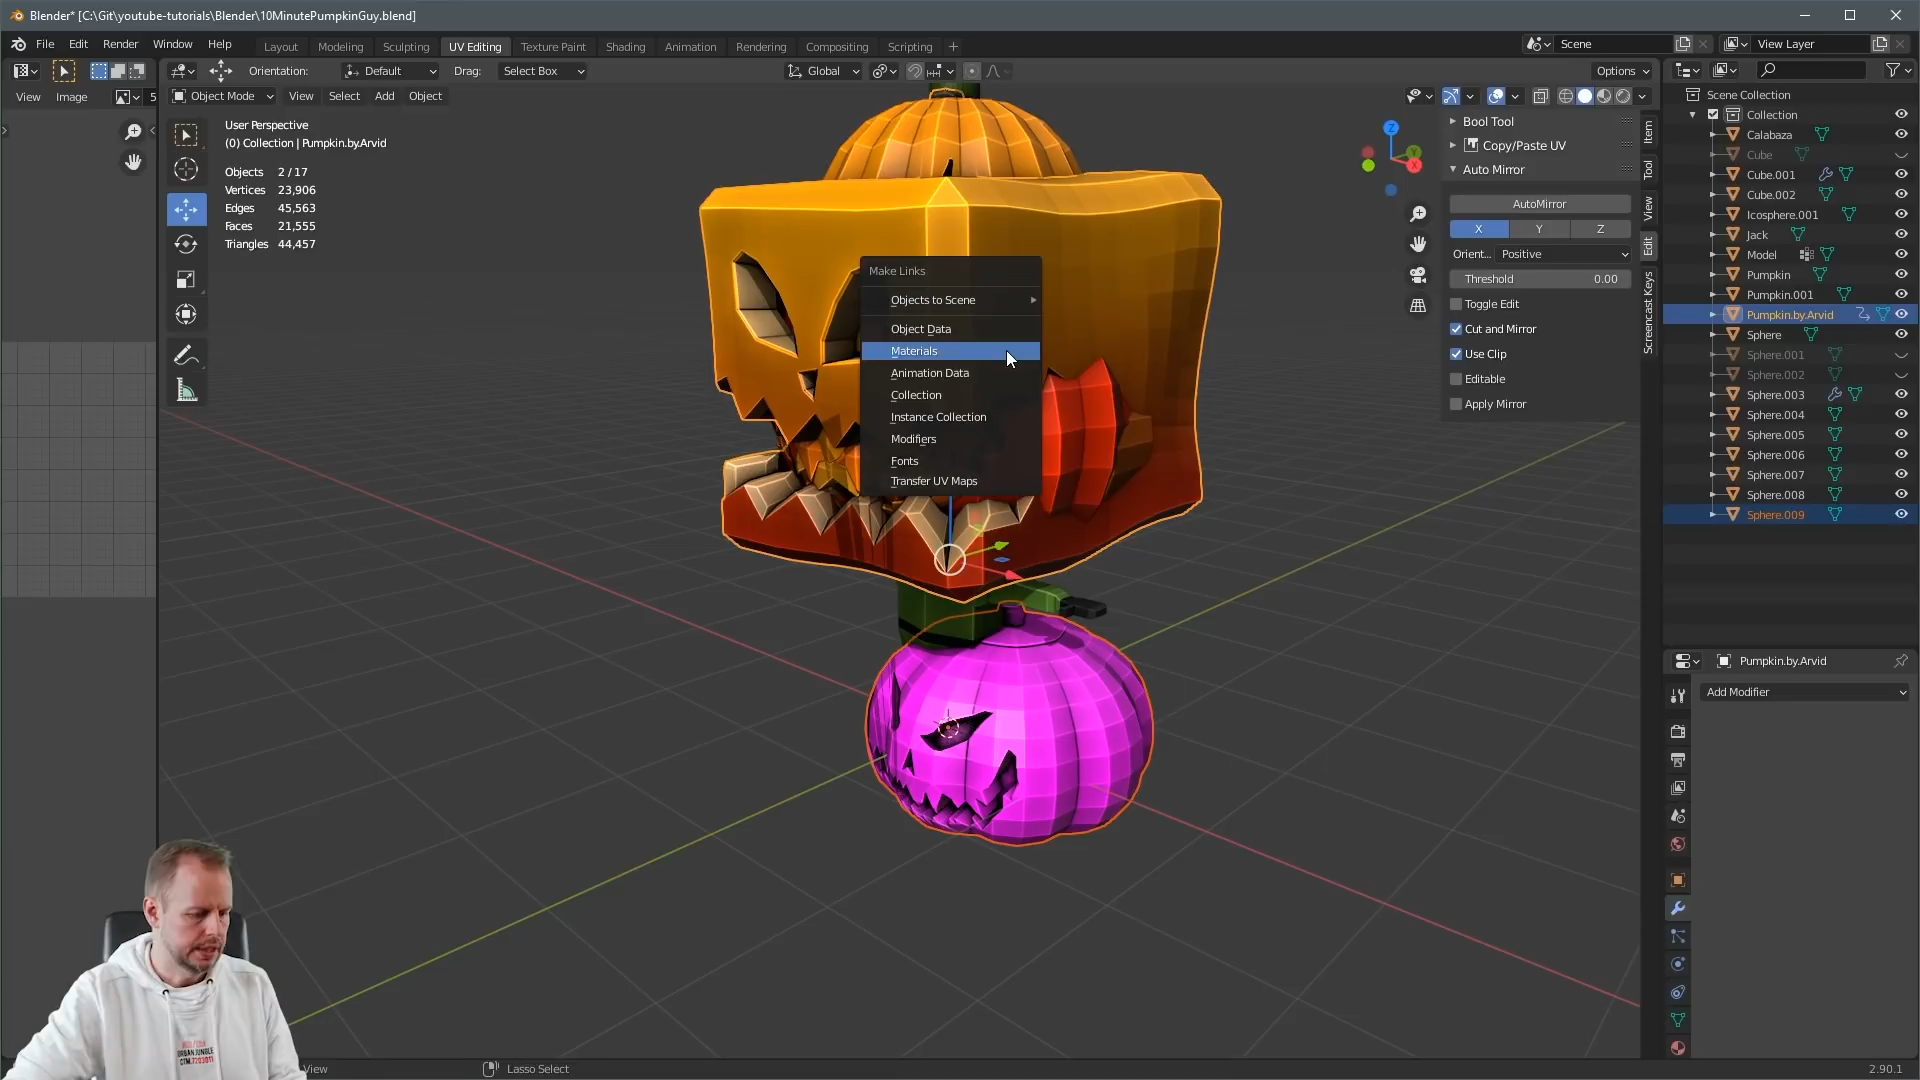 Blender* [C:\Git\youtube-tutorials\Blender\10MinutePumpkinGuy.blend]
File Edit Render Window Help
Layout Modeling Sculpting UV Editing Texture Paint Shading Animation Rendering Compositing Scripting +
Scene
View Layer
Orientation: Default Drag: Select Box
Global
Options
View Image 5
Object Mode View Select Add Object
User Perspective
(0) Collection | Pumpkin.by.Arvid
Objects 2 / 17
Vertices 23,906
Edges 45,563
Faces 21,555
Triangles 44,457
Make Links
Objects to Scene
Object Data
Materials
Animation Data
Collection
Instance Collection
Modifiers
Fonts
Transfer UV Maps
Z
Y
X
Bool Tool
Copy/Paste UV
Auto Mirror
AutoMirror
X Y Z
Orient... Positive
Threshold 0.00
Toggle Edit
Cut and Mirror
Use Clip
Editable
Apply Mirror
Item
Tool
View
Edit
Screencast Keys
Scene Collection
Collection
Calabaza
Cube
Cube.001
Cube.002
Icosphere.001
Jack
Model
Pumpkin
Pumpkin.001
Pumpkin.by.Arvid
Sphere
Sphere.001
Sphere.002
Sphere.003
Sphere.004
Sphere.005
Sphere.006
Sphere.007
Sphere.008
Sphere.009
Pumpkin.by.Arvid
Add Modifier
URBAN JUNGLE
View
Lasso Select
2.90.1